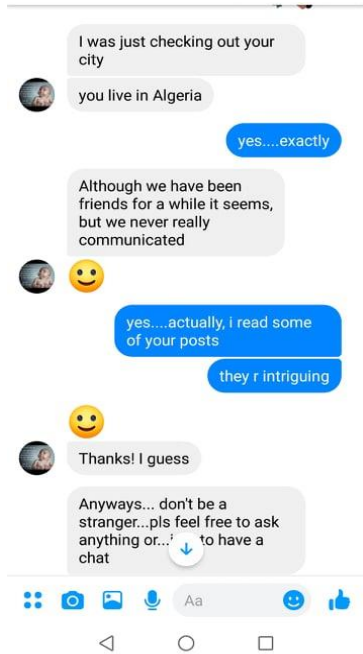 I was just checking out your
city
you live in Algeria
yes....exactly
Although we have been
friends for a while it seems,
but we never really
communicated
yes....actually, i read some
of your posts
they r intriguing
Thanks! I guess
Anyways... don't be a
stranger...pls feel free to ask
anything or... to have a
chat
Aa